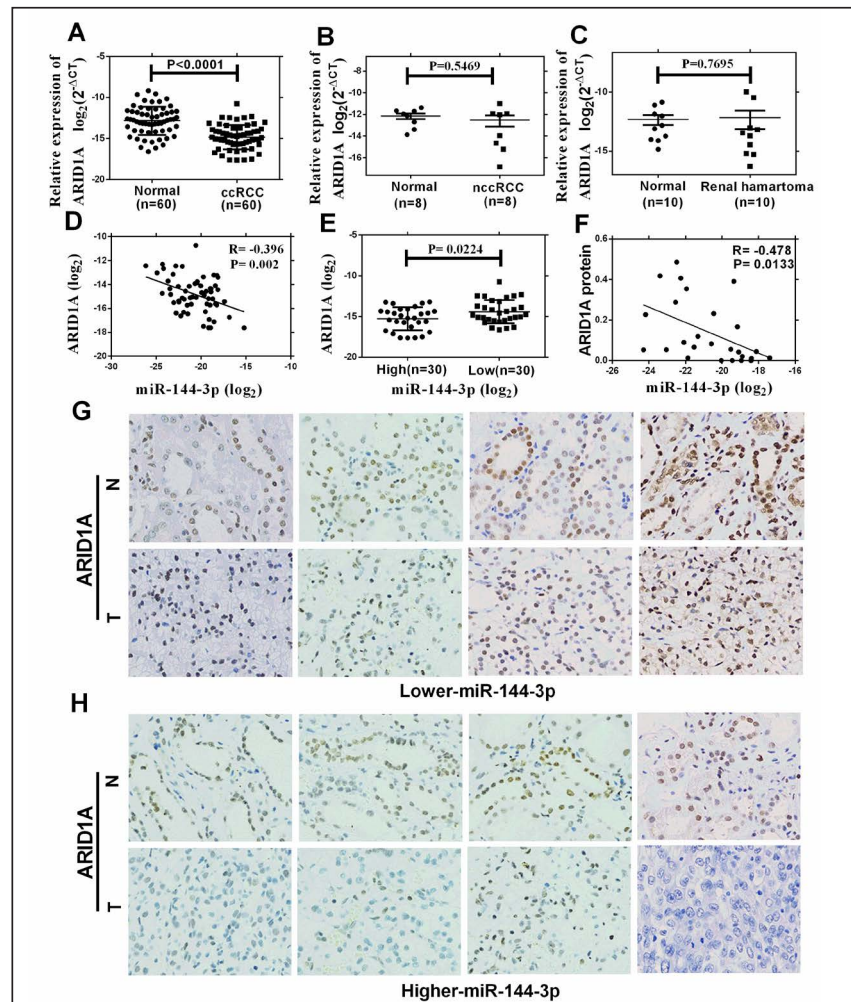 A
Relative expression of
ARID1A log2(2-ΔCT)
-5
-10
-15
-20
P<0.0001
Normal
(n=60)
ccRCC
(n=60)
B
Relative expression of
ARID1A log2(2-ΔCT)
-8
-10
-12
-14
-16
P=0.5469
Normal
(n=8)
nccRCC
(n=8)
C
Relative expression of
ARID1A log2(2-ΔCT)
-10
-15
P=0.7695
Normal
(n=10)
Renal hamartoma
(n=10)
D
ARID1A (log2)
-10
-12
-14
-16
-18
-20
R= -0.396
P= 0.002
-30 -25 -20 -15 -10
miR-144-3p (log2)
E
ARID1A (log2)
-5
-10
-15
-20
P= 0.0224
High(n=30) Low(n=30)
miR-144-3p (log2)
F
ARID1A protein
0.6
0.4
0.2
0.0
R= -0.478
P= 0.0133
-26 -24 -22 -20 -18 -16
miR-144-3p (log2)
G
ARID1A
N
T
Lower-miR-144-3p
H
ARID1A
N
T
Higher-miR-144-3p